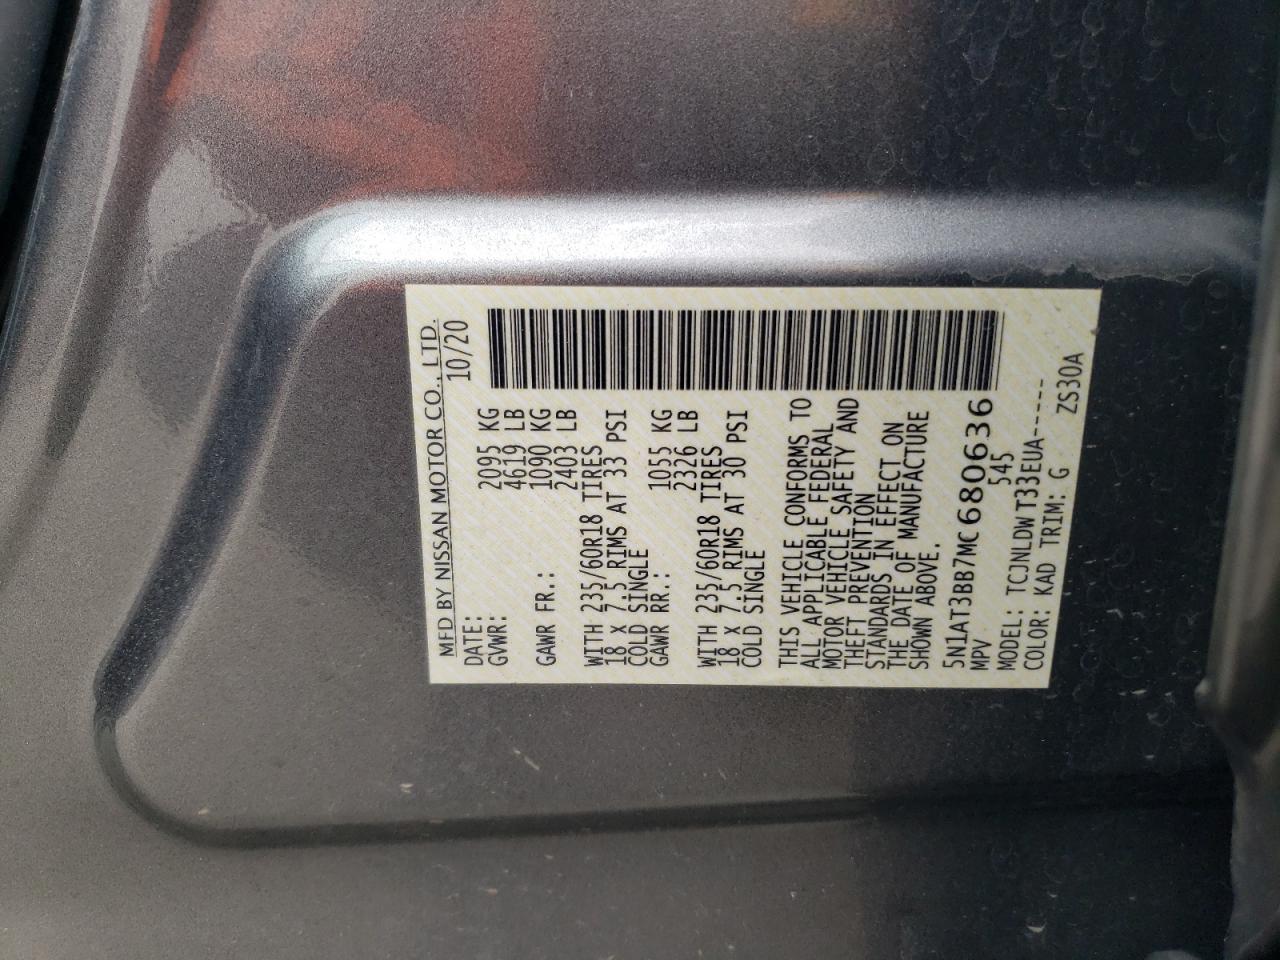 MFD BY NISSAN MOTOR CO., LTD.
DATE: 10/20
GVWR: 2095 KG
4619 LB
GAWR FR.: 1090 KG
2403 LB
WITH 235/60R18 TIRES
18 x 7.5 RIMS AT 33 PSI
COLD SINGLE
GAWR RR.: 1055 KG
2326 LB
WITH 235/60R18 TIRES
18 x 7.5 RIMS AT 30 PSI
COLD SINGLE
THIS VEHICLE CONFORMS TO
ALL APPLICABLE FEDERAL
MOTOR VEHICLE SAFETY AND
THEFT PREVENTION
STANDARDS IN EFFECT ON
THE DATE OF MANUFACTURE
SHOWN ABOVE.
5N1AT3BB7MC680636
MPV 545
MODEL: TCJNLDWT33EUA-----
COLOR: KAD TRIM: G ZS30A